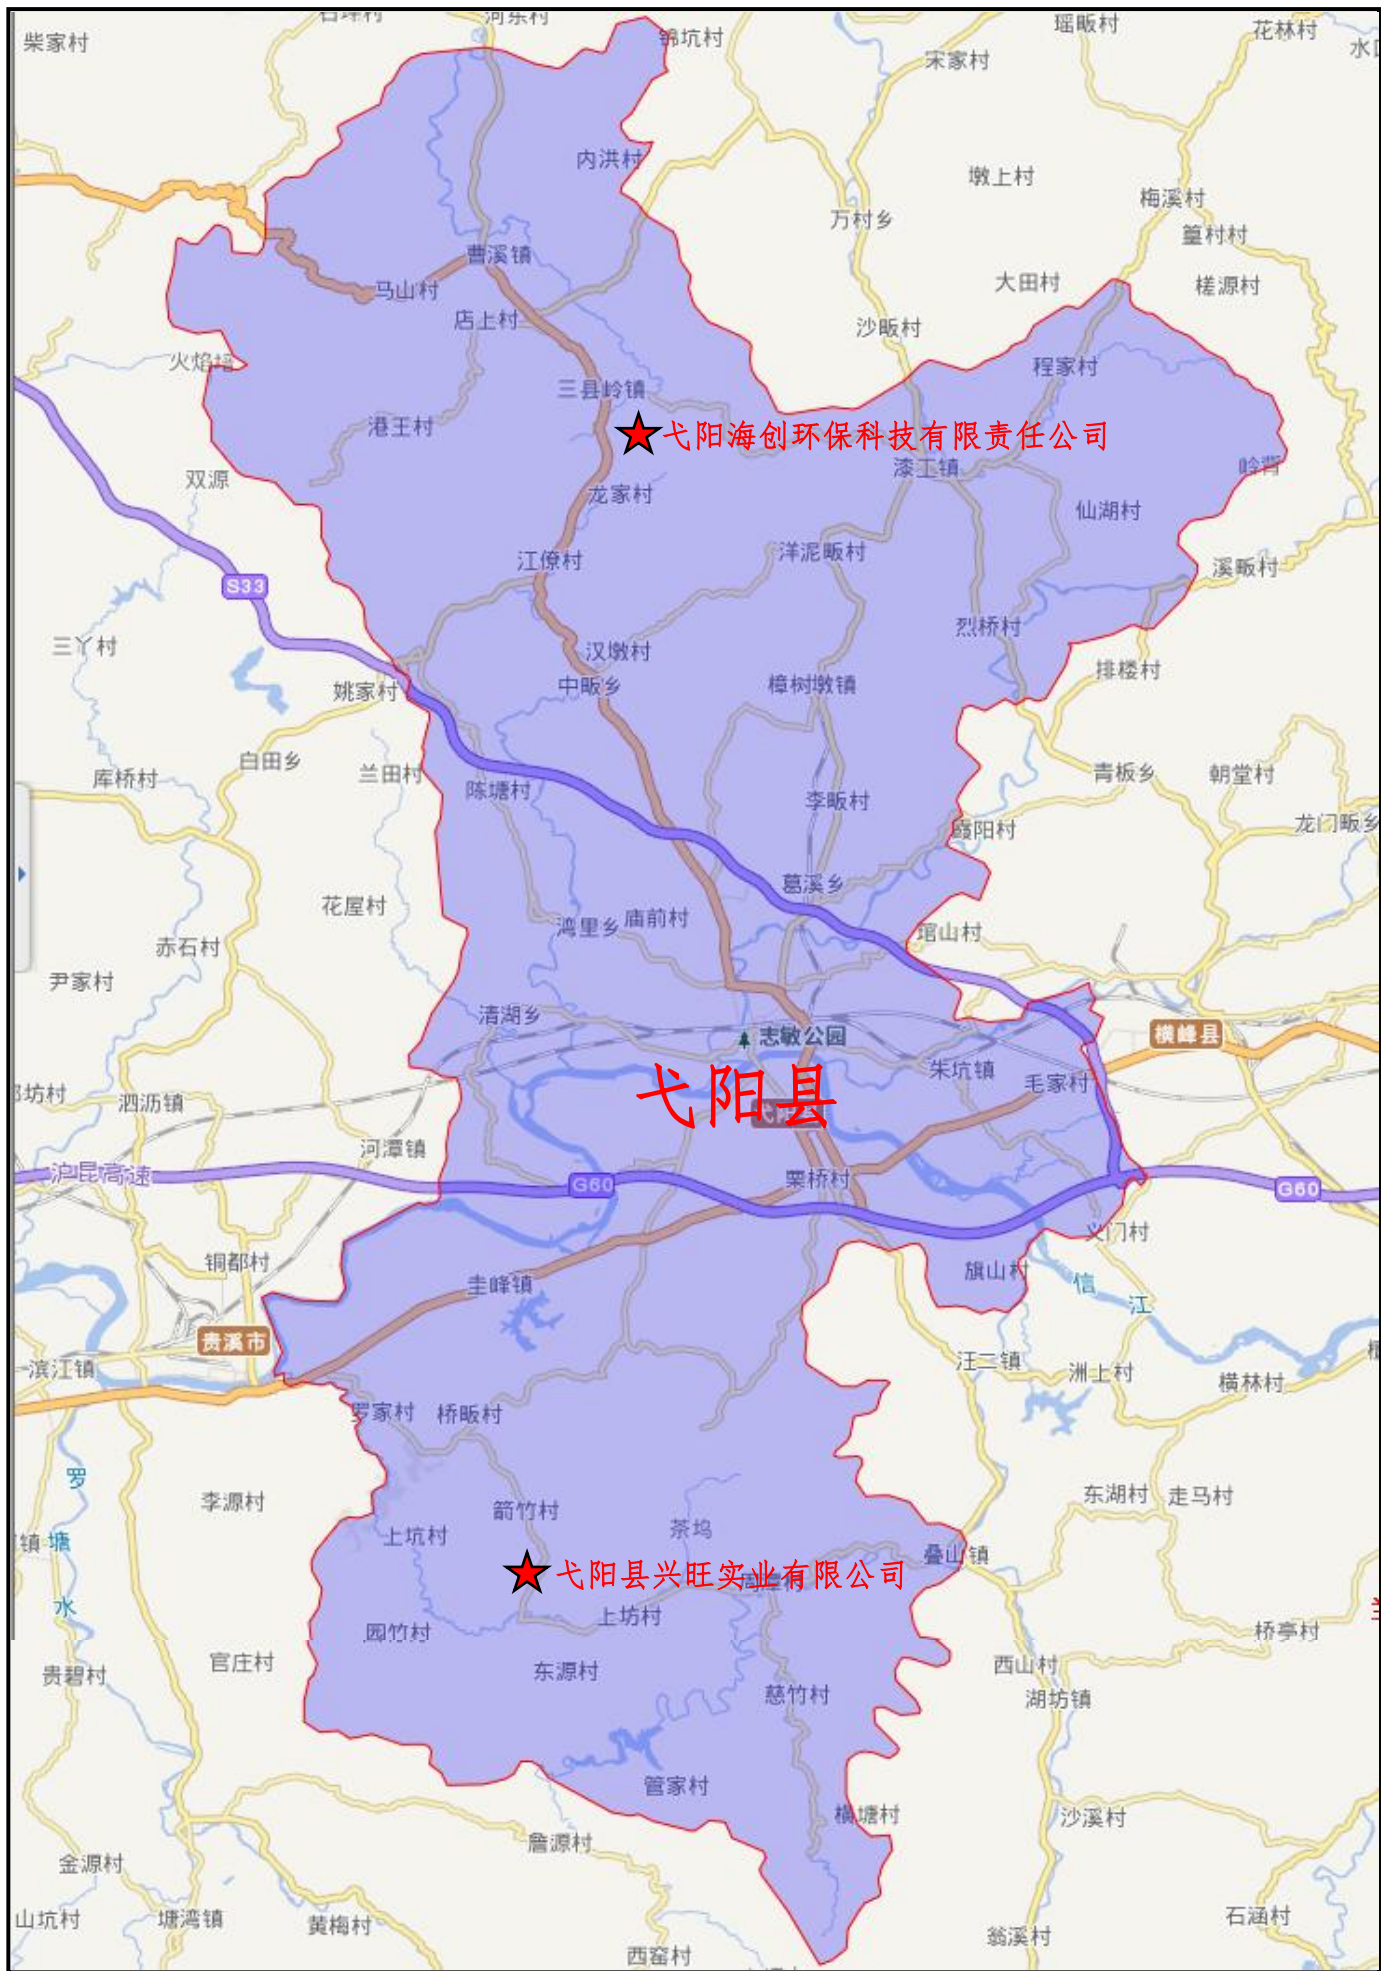 河东村
锦坑村
瑶畈村
花林村
柴家村
宋家村
内洪村
墩上村
梅溪村
万村乡
篁村村
曹溪镇
大田村
槎源村
马山村
店上村
沙畈村
火焰培
程家村
三县岭镇
港王村
弋阳海创环保科技有限责任公司
漆工镇
双源
龙家村
仙湖村
江僚村
洋泥畈村
溪畈村
S33
烈桥村
三丫村
汉墩村
排楼村
姚家村
中畈乡
樟树墩镇
白田乡
兰田村
青板乡
朝堂村
库桥村
陈塘村
李畈村
霞阳村
龙门畈乡
葛溪乡
花屋村
湾里乡
庙前村
赤石村
琯山村
尹家村
清湖乡
志敏公园
横峰县
朱坑镇
毛家村
弋阳县
泗沥镇
河潭镇
沪昆高速
G60
栗桥村
G60
义门村
铜都村
旗山村
圭峰镇
信江
贵溪市
滨江镇
汪二镇
洲上村
横林村
罗家村
桥畈村
罗塘水
李源村
东湖村
走马村
箭竹村
茶坞
上坑村
叠山镇
弋阳县兴旺实业有限公司
上坊村
园竹村
桥亭村
官庄村
东源村
西山村
贵碧村
慈竹村
湖坊镇
管家村
横塘村
沙溪村
詹源村
金源村
山坑村
塘湾镇
黄梅村
石涵村
翁溪村
西窑村